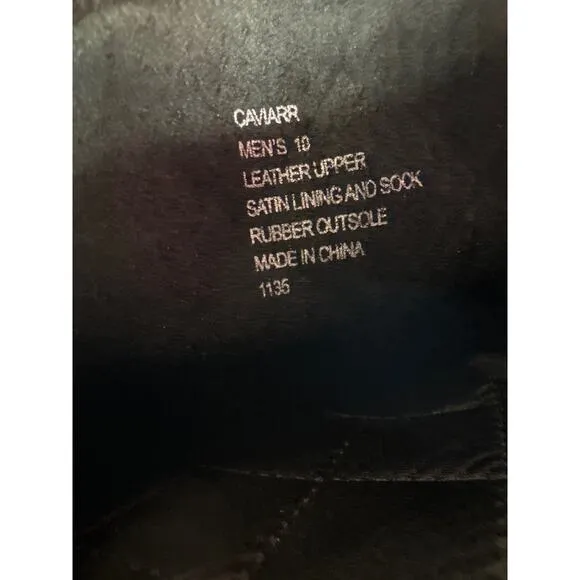 CAVIARR
MEN'S 10
LEATHER UPPER
SATIN LINING AND SOCK
RUBBER OUTSOLE
MADE IN CHINA
1135